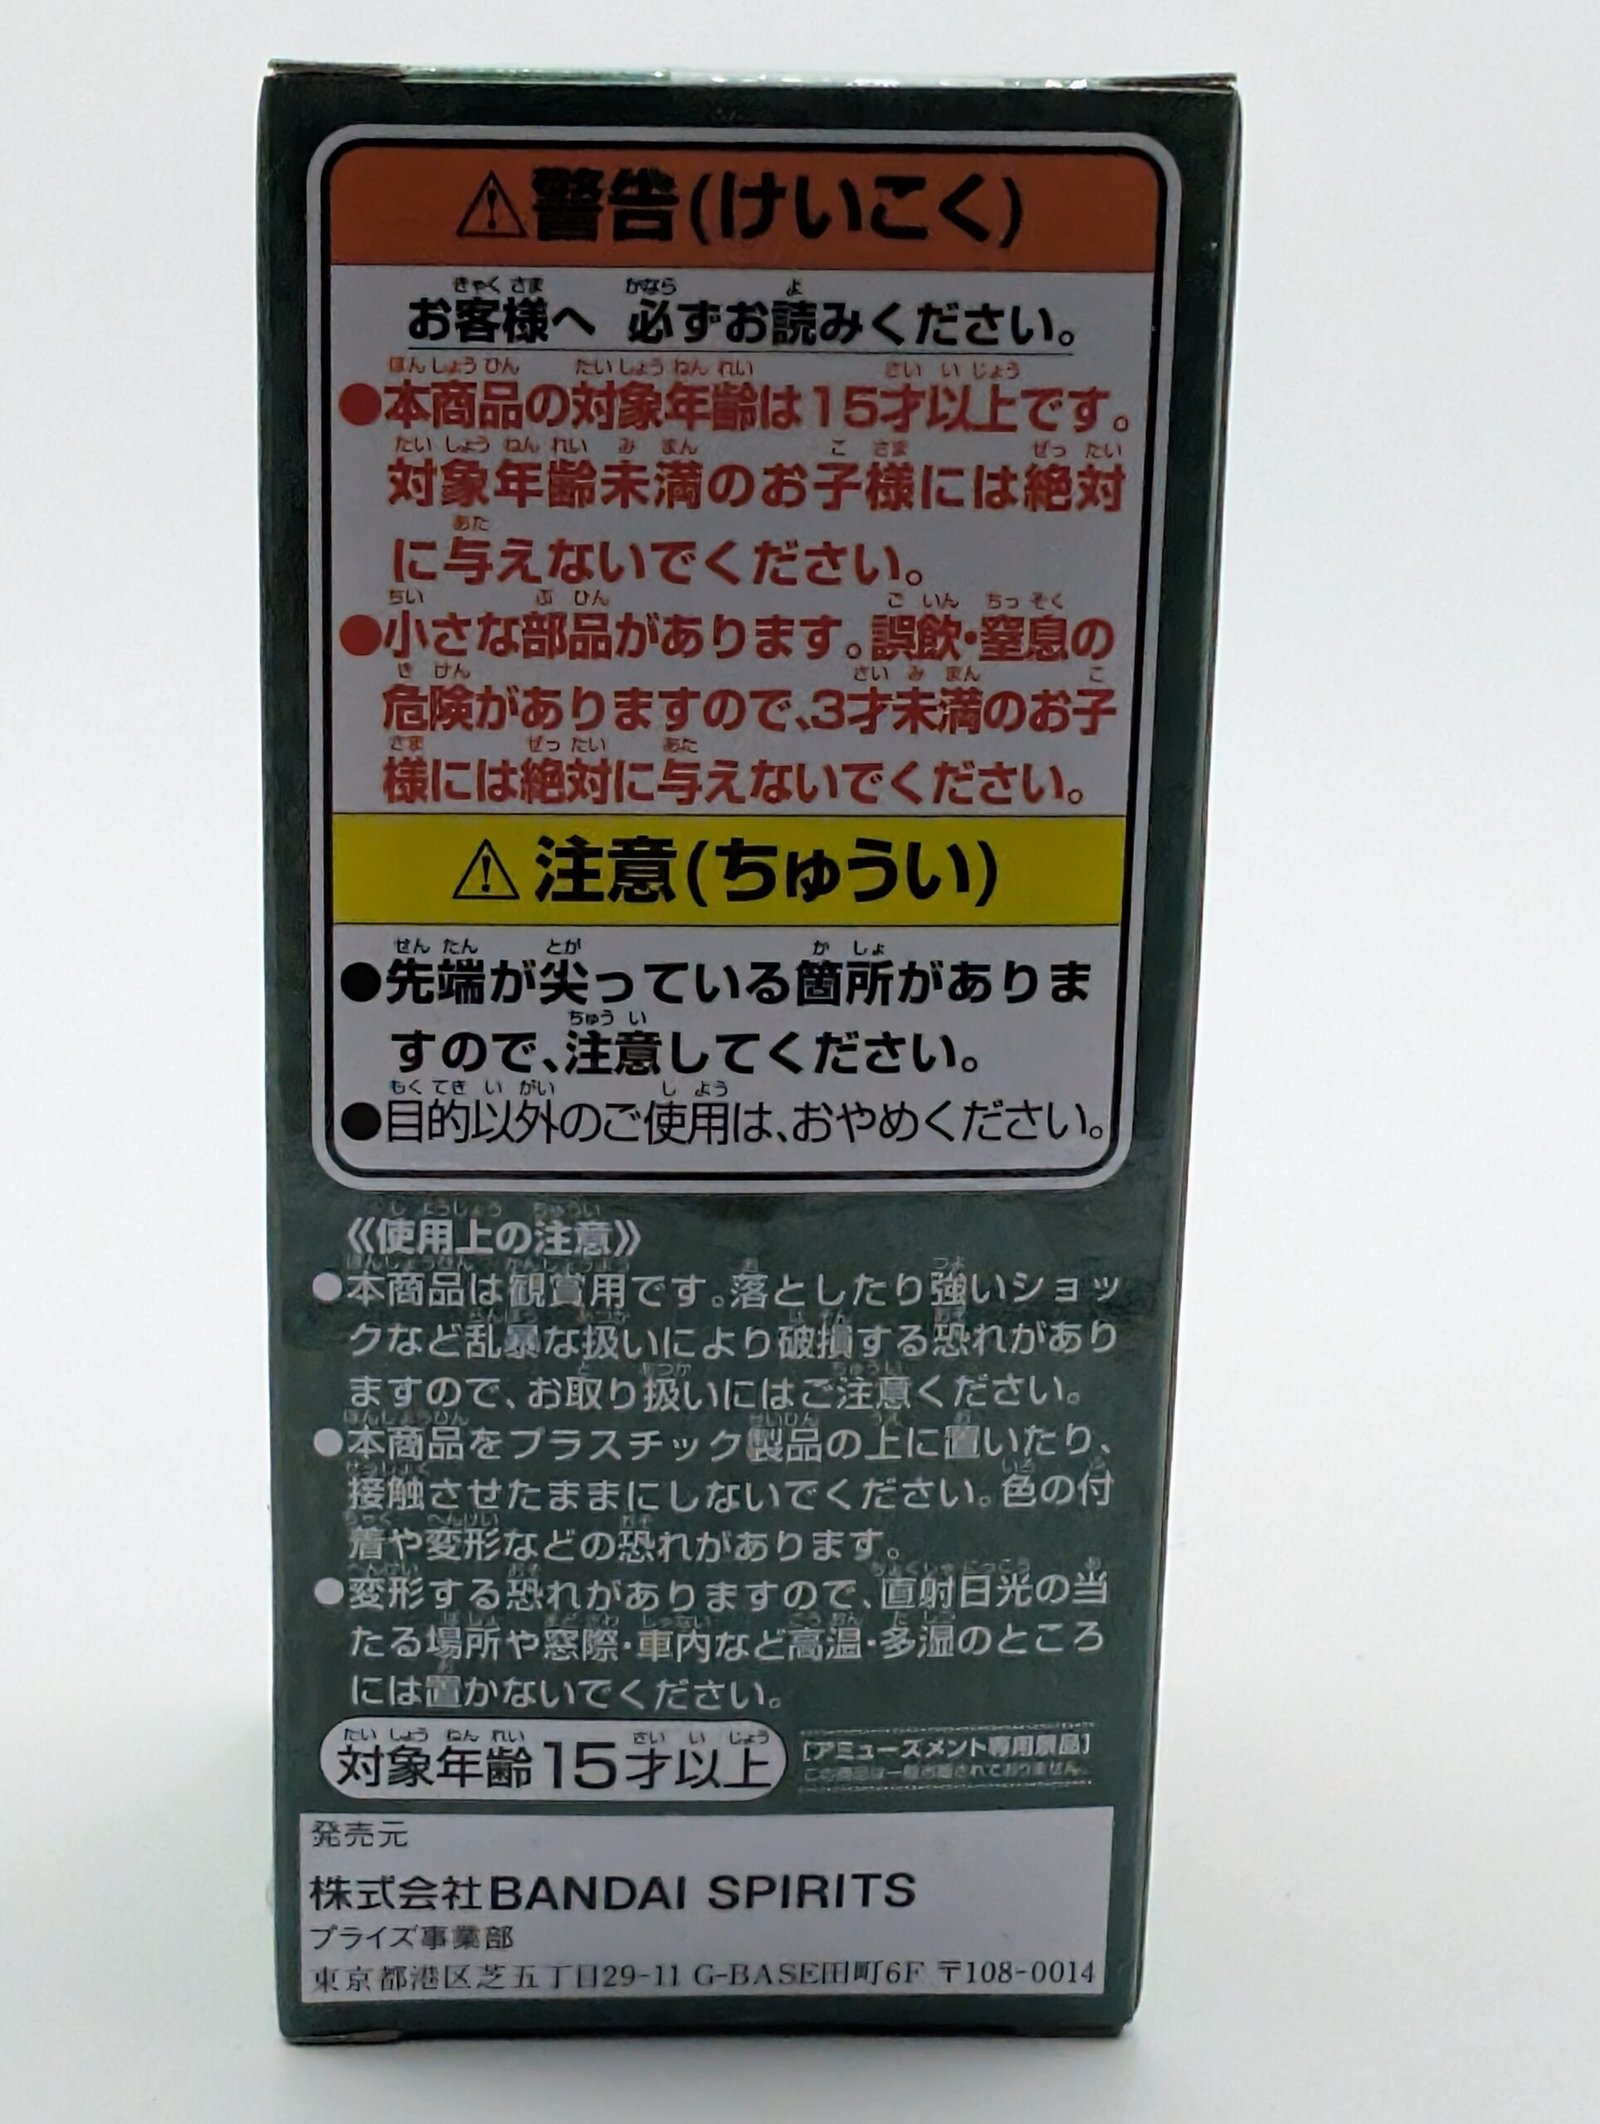 ⚠警告(けいこく)
お客様へ 必ずお読みください。
●本商品の対象年齢は15才以上です。
対象年齢未満のお子様には絶対
に与えないでください。
●小さな部品があります。誤飲・窒息の
危険がありますので、3才未満のお子
様には絶対に与えないでください。
⚠注意(ちゅうい)
●先端が尖っている箇所がありま
すので、注意してください。
●目的以外のご使用は、おやめください。
《使用上の注意》
●本商品は観賞用です。落としたり強いショッ
クなど乱暴な扱いにより破損する恐れがあり
ますので、お取り扱いにはご注意ください。
●本商品をプラスチック製品の上に置いたり、
接触させたままにしないでください。色の付
着や変形などの恐れがあります。
●変形する恐れがありますので、直射日光の当
たる場所や窓際・車内など高温・多湿のところ
には置かないでください。
対象年齢15才以上
[アミューズメント専用景品]
この商品は一般市販されておりません。
発売元
株式会社BANDAI SPIRITS
プライズ事業部
東京都港区芝五丁目29-11 G-BASE田町6F 〒108-0014